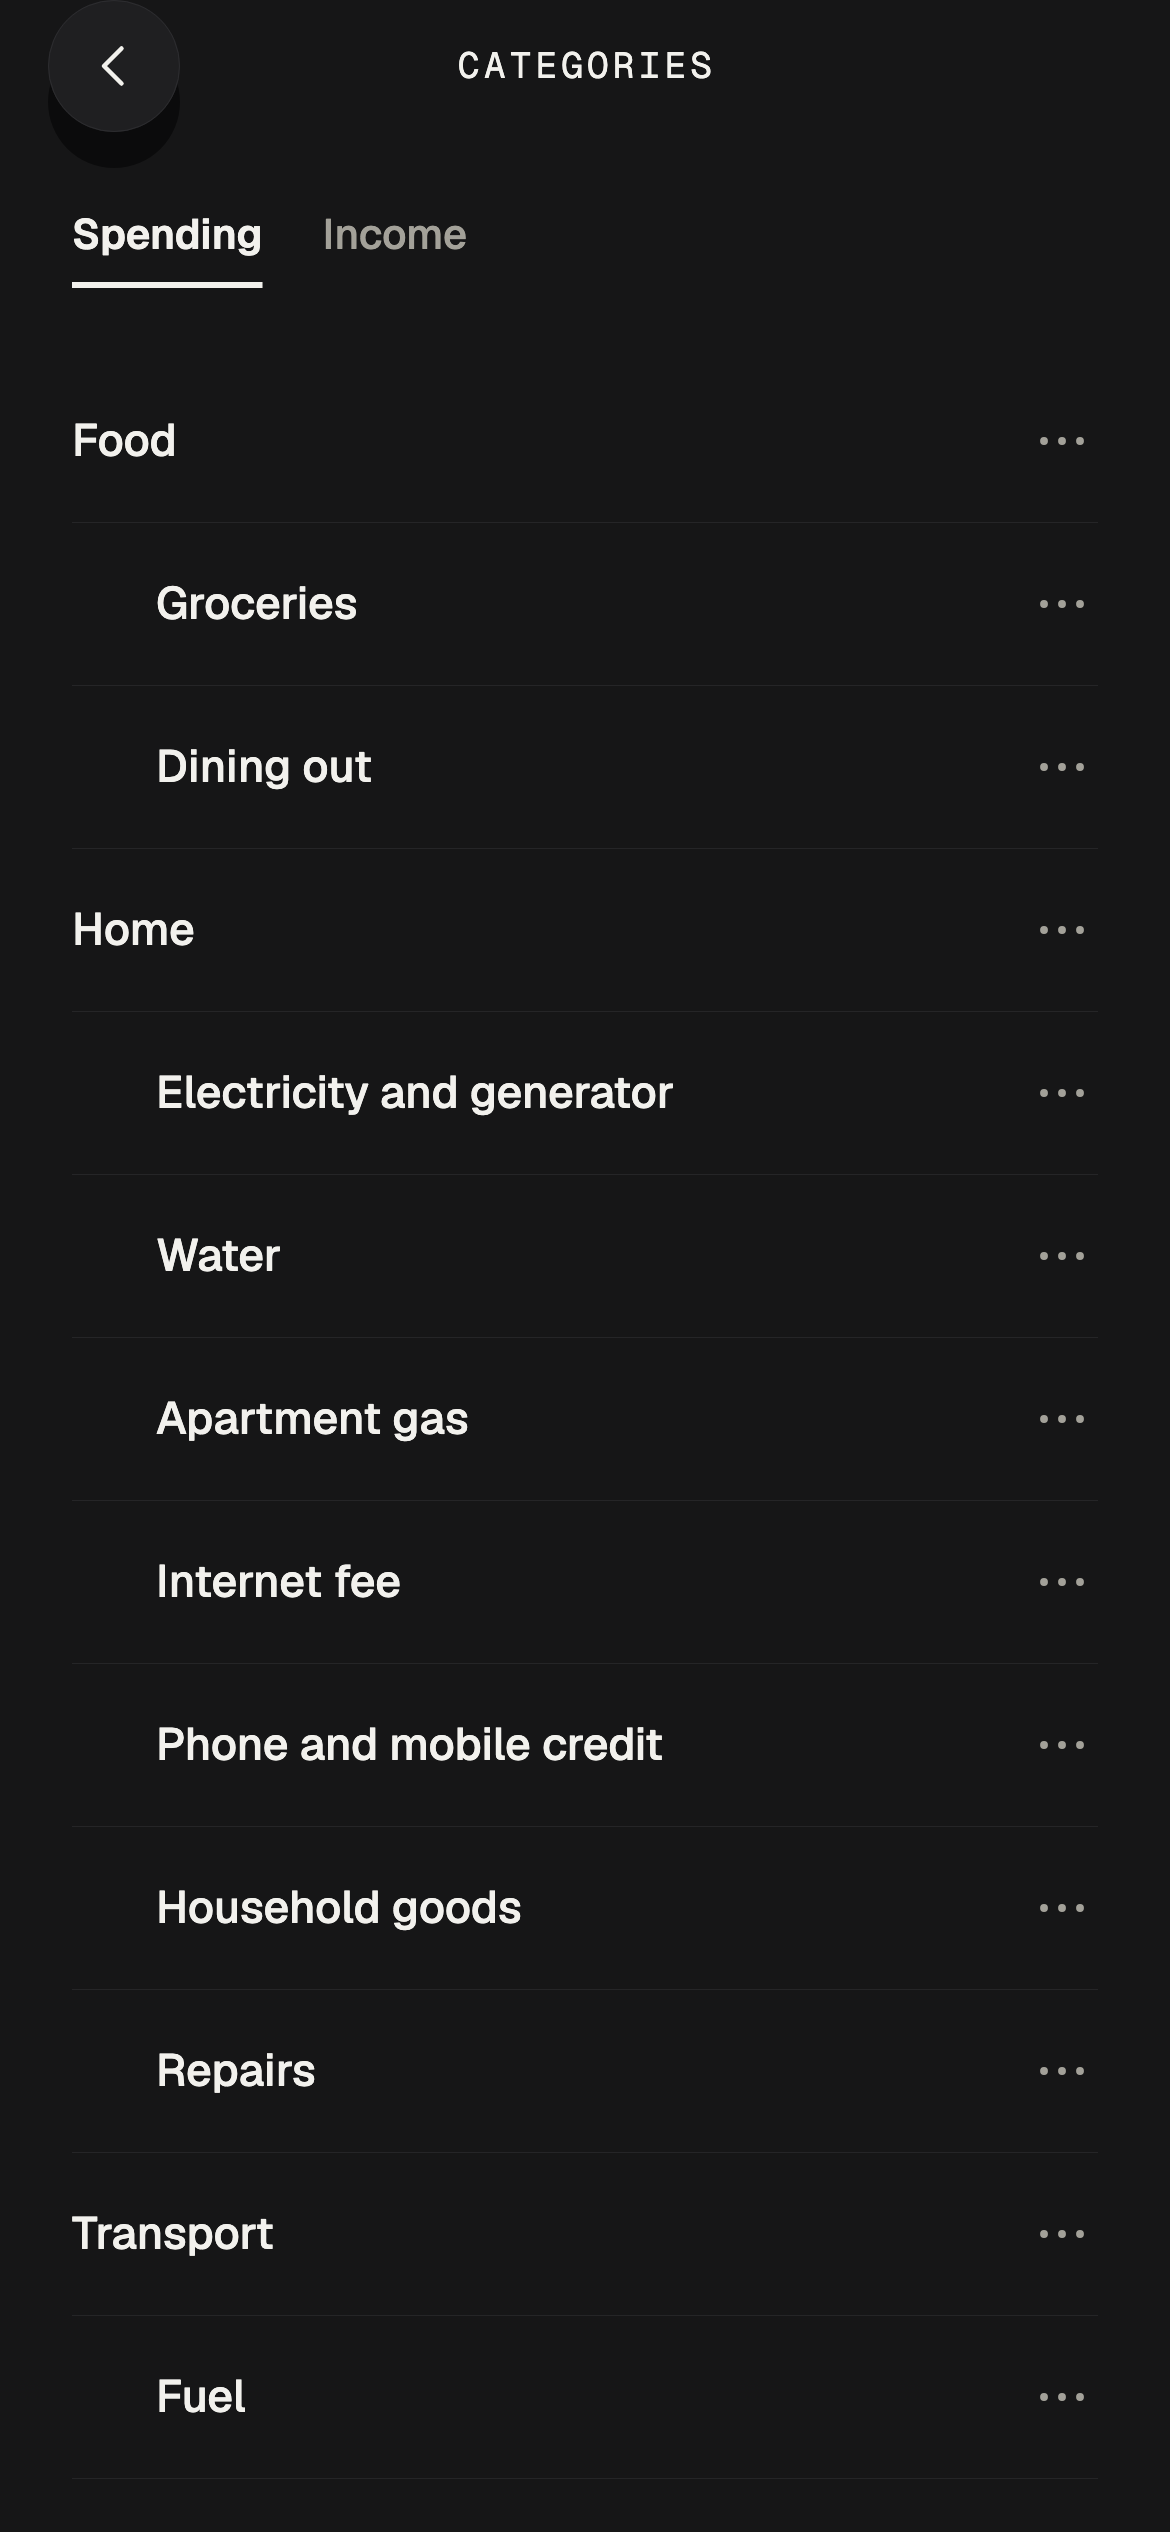 CATEGORIES
Spending
Income
Food
Groceries
Dining out
Home
Electricity and generator
Water
Apartment gas
Internet fee
Phone and mobile credit
Household goods
Repairs
Transport
Fuel